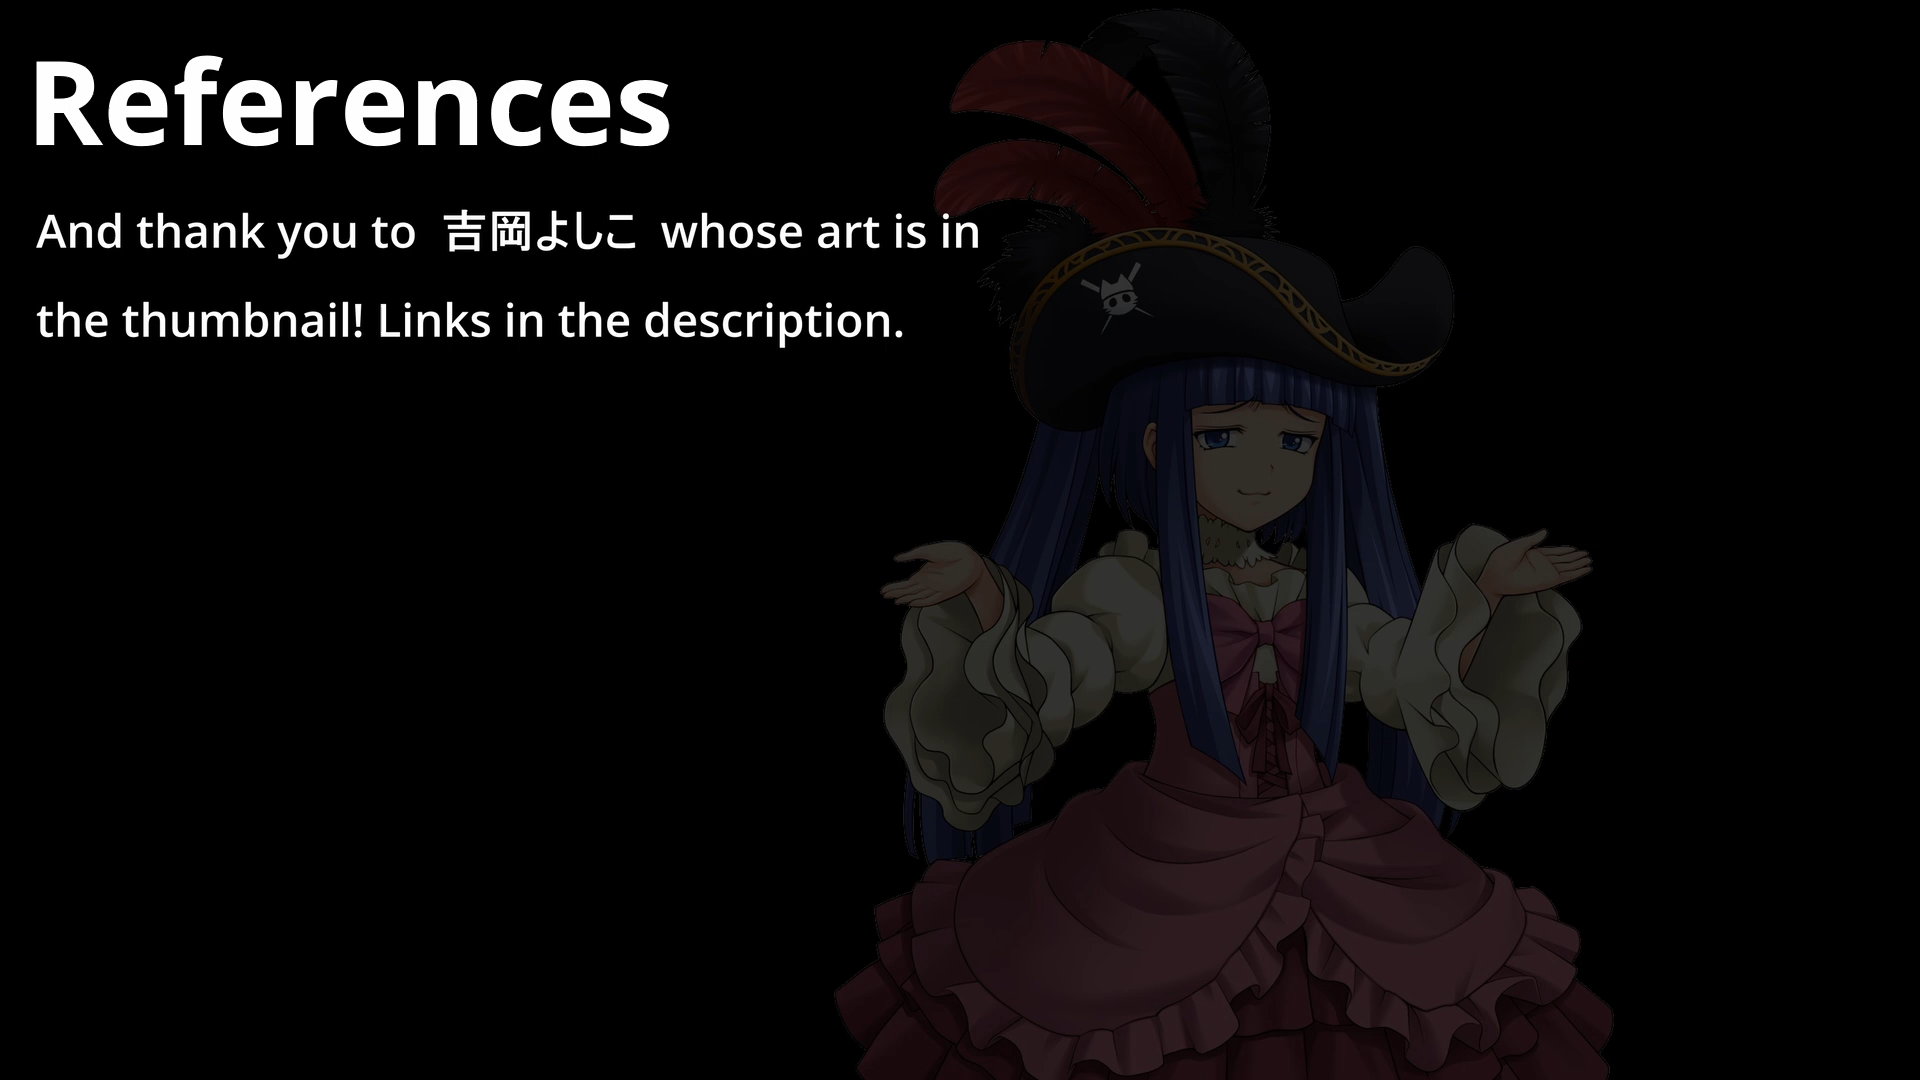 References
And thank you to 吉岡よしこ whose art is in
the thumbnail! Links in the description.